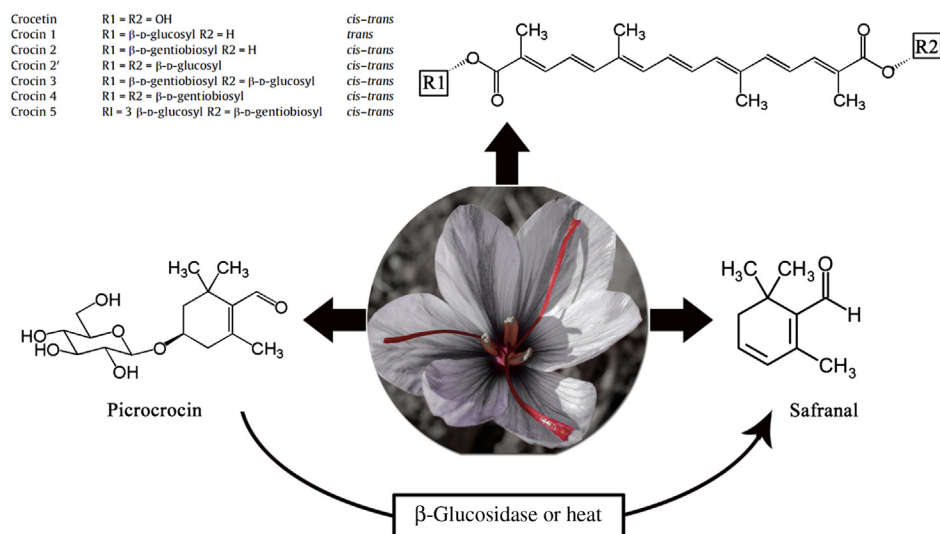 Crocetin R1 = R2 = OH cis-trans
Crocin 1 R1 = β-D-glucosyl R2 = H trans
Crocin 2 R1 = β-D-gentiobiosyl R2 = H cis-trans
Crocin 2′ R1 = R2 = β-D-glucosyl cis-trans
Crocin 3 R1 = β-D-gentiobiosyl R2 = β-D-glucosyl cis-trans
Crocin 4 R1 = R2 = β-D-gentiobiosyl cis-trans
Crocin 5 RI = 3 β-D-glucosyl R2 = β-D-gentiobiosyl cis-trans
CH3 CH3 O R2
R1 O O
O CH3 CH3
H3C CH3
O
OH
HO O
HO O CH3
OH
Picrocrocin
H3C CH3 O
H
CH3
Safranal
β-Glucosidase or heat